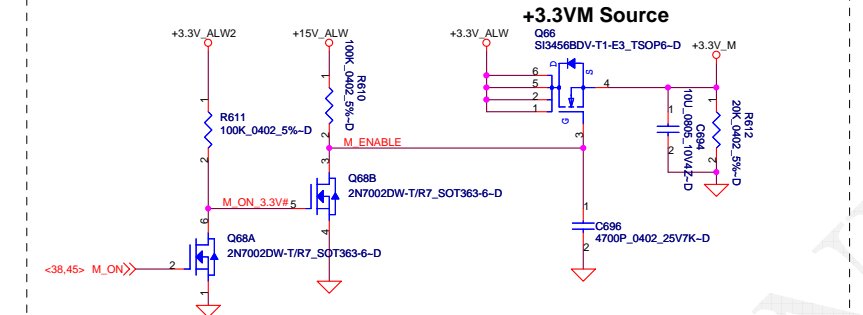 +3.3VM Source
+3.3V_ALW2
+15V_ALW
+3.3V_ALW
Q66
SI3456BDV-T1-E3_TSOP6~D
+3.3V_M
D
S
G
6
5
2
1
4
3
1
R611
100K_0402_5%~D
2
1
R610
100K_0402_5%~D
2
M_ENABLE
1
C694
10U_0805_10V4Z~D
2
1
R612
20K_0402_5%~D
2
3
Q68B
2N7002DW-T/R7_SOT363-6~D
M_ON_3.3V#
5
4
6
Q68A
2N7002DW-T/R7_SOT363-6~D
<38,45>
M_ON
2
1
1
C696
4700P_0402_25V7K~D
2